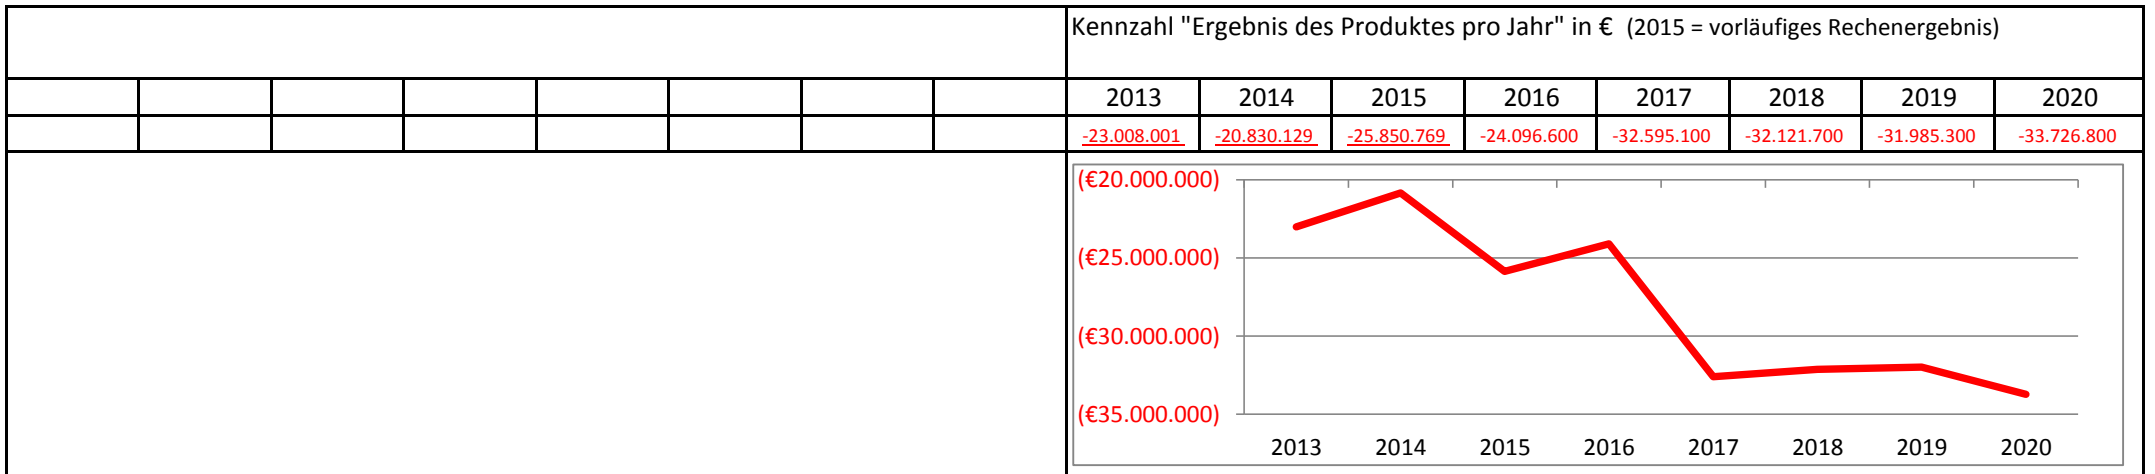 Kennzahl "Ergebnis des Produktes pro Jahr" in € (2015 = vorläufiges Rechenergebnis)
2013 2014 2015 2016 2017 2018 2019 2020
-23.008.001 -20.830.129 -25.850.769 -24.096.600 -32.595.100 -32.121.700 -31.985.300 -33.726.800
(€20.000.000)
(€25.000.000)
(€30.000.000)
(€35.000.000)
2013 2014 2015 2016 2017 2018 2019 2020